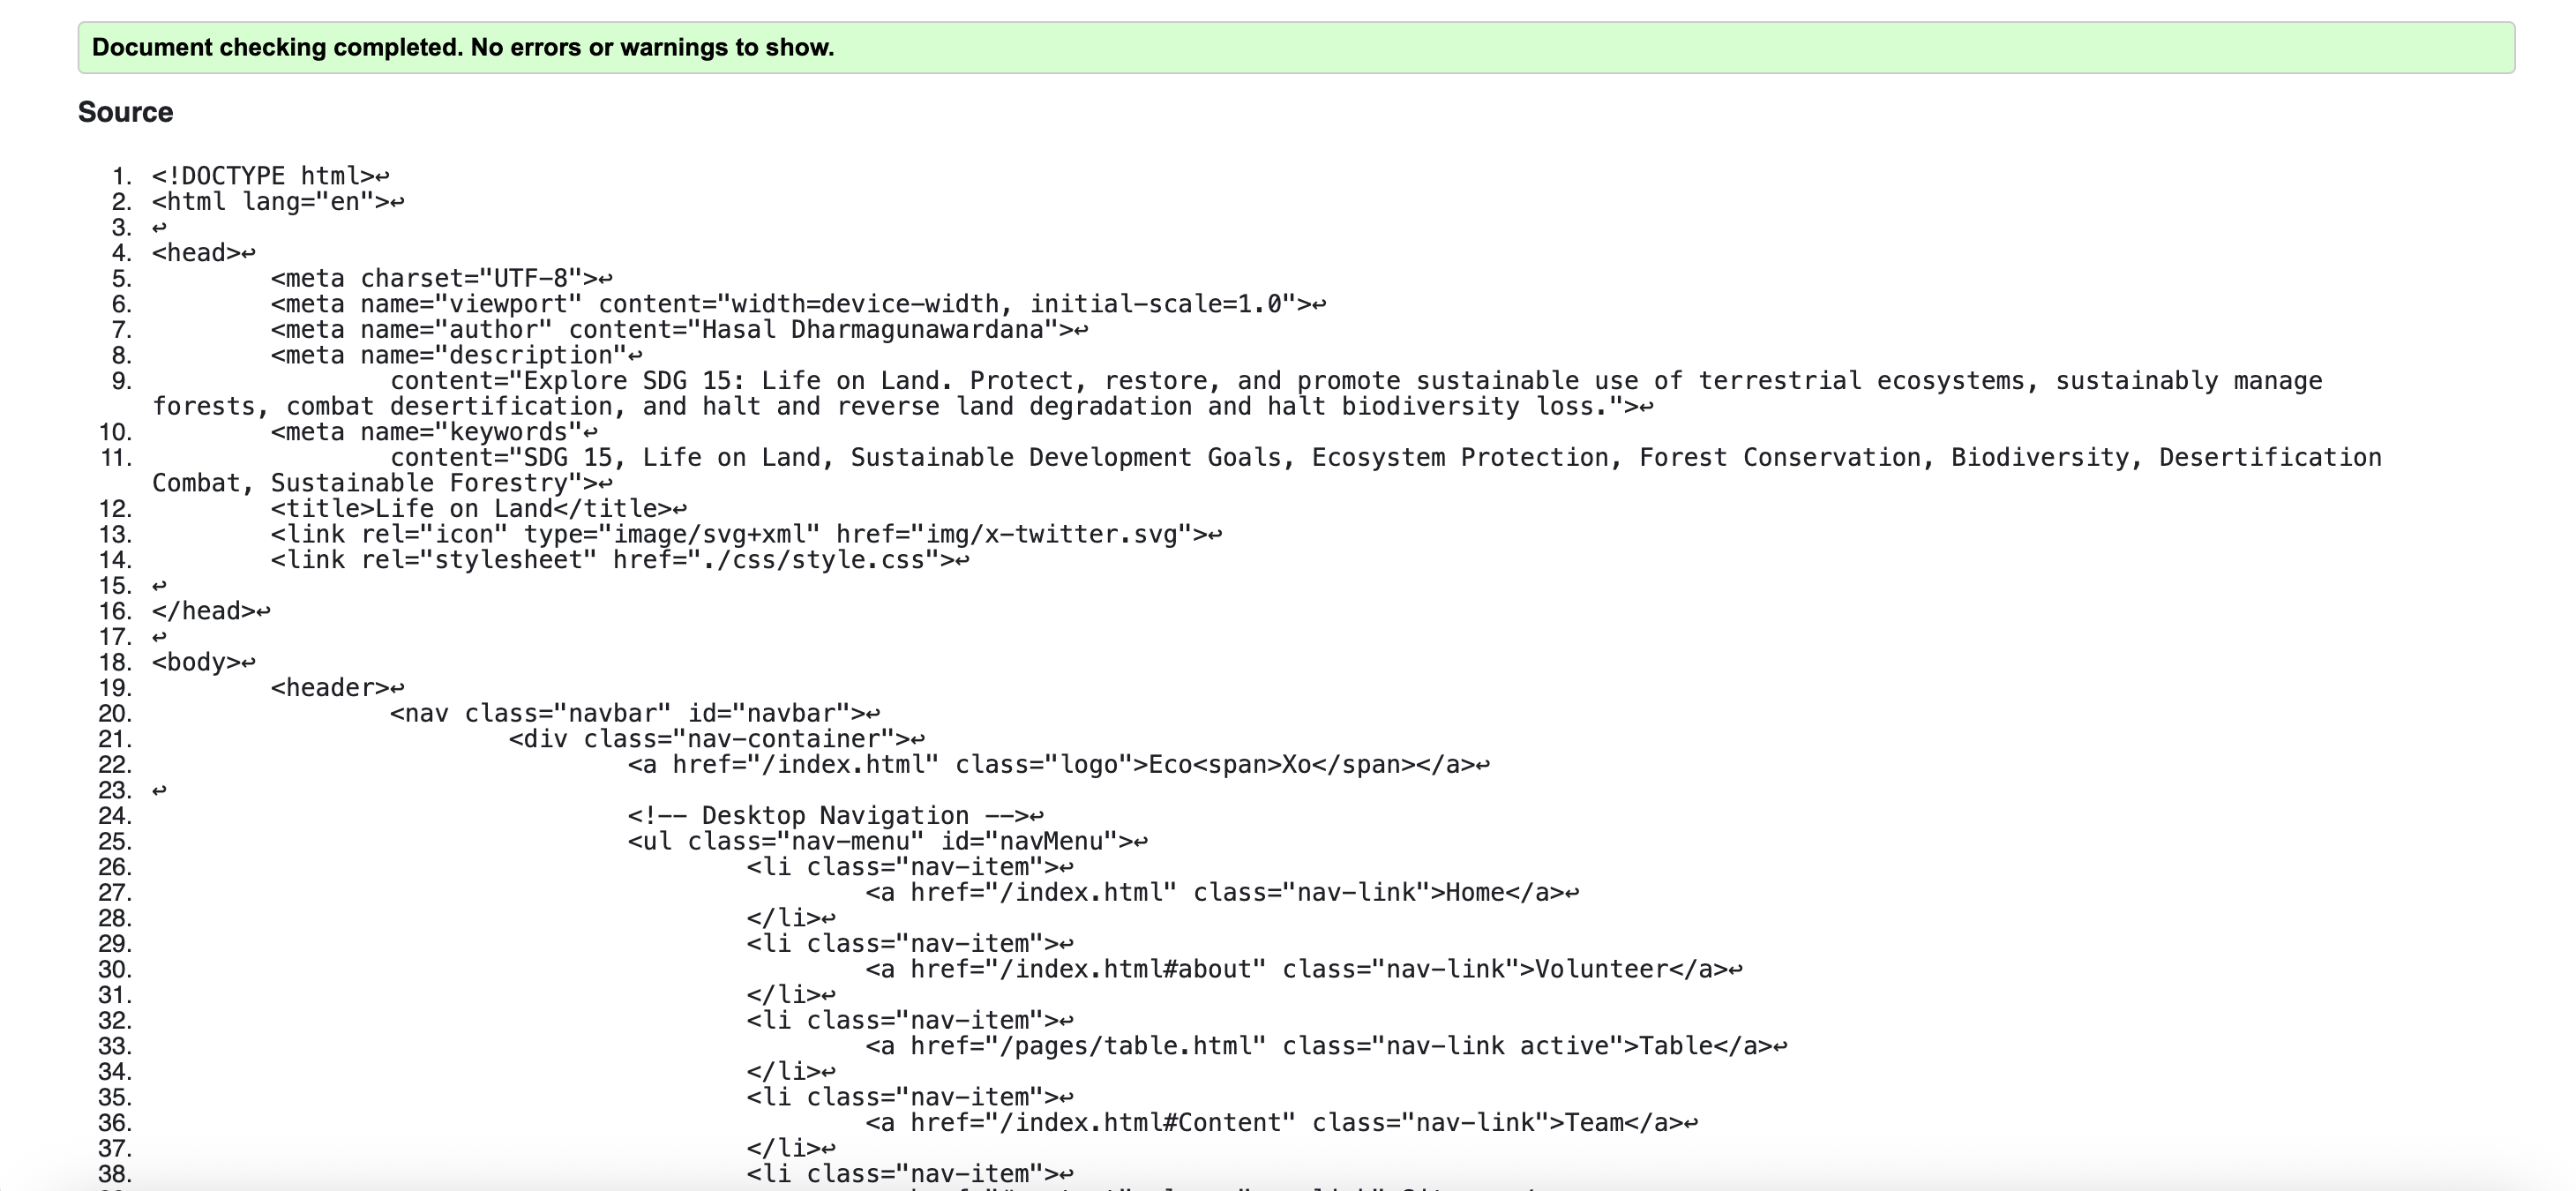 Document checking completed. No errors or warnings to show.
Source
1. <!DOCTYPE html>↩
2. <html lang="en">↩
3. ↩
4. <head>↩
5. <meta charset="UTF-8">↩
6. <meta name="viewport" content="width=device-width, initial-scale=1.0">↩
7. <meta name="author" content="Hasal Dharmagunawardana">↩
8. <meta name="description"↩
9. content="Explore SDG 15: Life on Land. Protect, restore, and promote sustainable use of terrestrial ecosystems, sustainably manage
forests, combat desertification, and halt and reverse land degradation and halt biodiversity loss.">↩
10. <meta name="keywords"↩
11. content="SDG 15, Life on Land, Sustainable Development Goals, Ecosystem Protection, Forest Conservation, Biodiversity, Desertification
Combat, Sustainable Forestry">↩
12. <title>Life on Land</title>↩
13. <link rel="icon" type="image/svg+xml" href="img/x-twitter.svg">↩
14. <link rel="stylesheet" href="./css/style.css">↩
15. ↩
16. </head>↩
17. ↩
18. <body>↩
19. <header>↩
20. <nav class="navbar" id="navbar">↩
21. <div class="nav-container">↩
22. <a href="/index.html" class="logo">Eco<span>Xo</span></a>↩
23. ↩
24. <!-- Desktop Navigation -->↩
25. <ul class="nav-menu" id="navMenu">↩
26. <li class="nav-item">↩
27. <a href="/index.html" class="nav-link">Home</a>↩
28. </li>↩
29. <li class="nav-item">↩
30. <a href="/index.html#about" class="nav-link">Volunteer</a>↩
31. </li>↩
32. <li class="nav-item">↩
33. <a href="/pages/table.html" class="nav-link active">Table</a>↩
34. </li>↩
35. <li class="nav-item">↩
36. <a href="/index.html#Content" class="nav-link">Team</a>↩
37. </li>↩
38. <li class="nav-item">↩